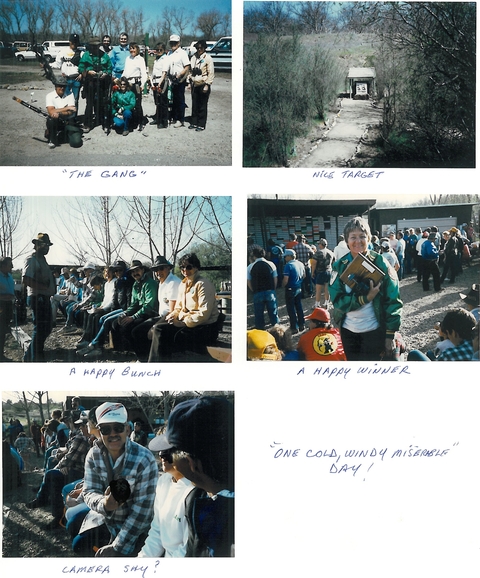 "THE GANG"
NICE TARGET
A HAPPY BUNCH
A HAPPY WINNER
"ONE COLD, WINDY MISERABLE"
DAY!
CAMERA SHY?